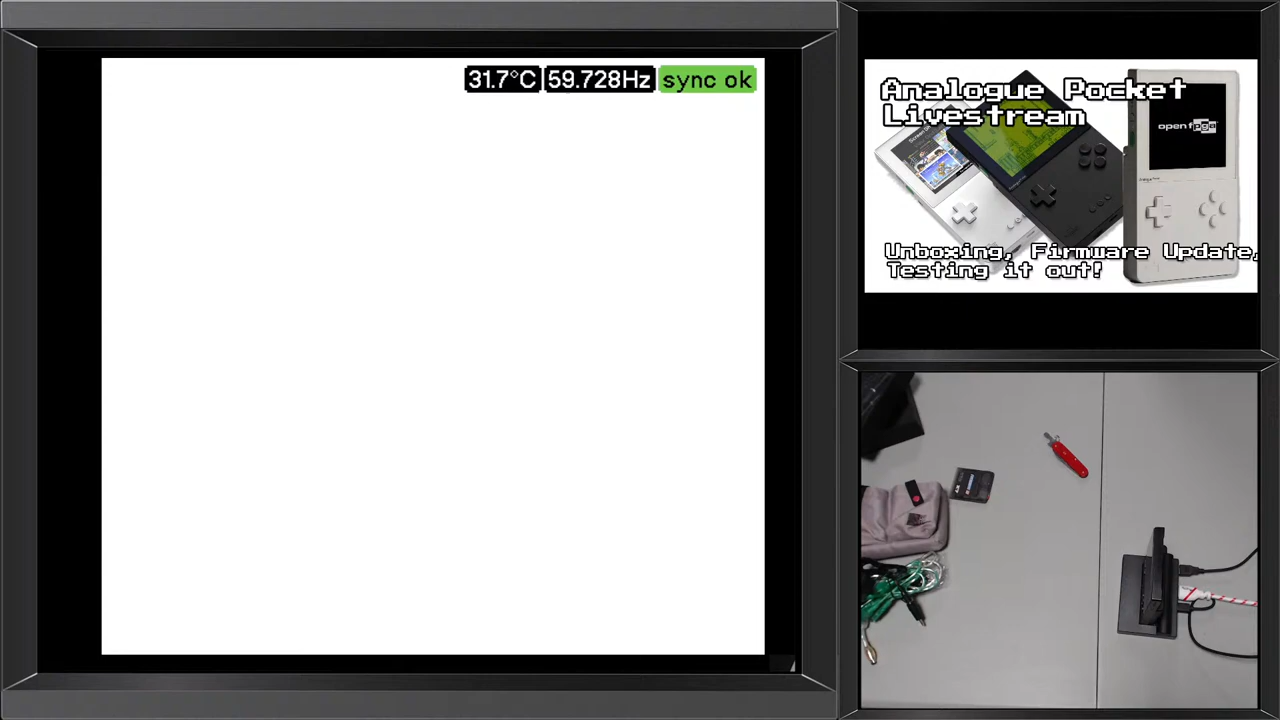 31.7°C 59.728Hz sync ok
Analogue Pocket
Livestream
openfpga
Unboxing, Firmware Update,
Testing it out!